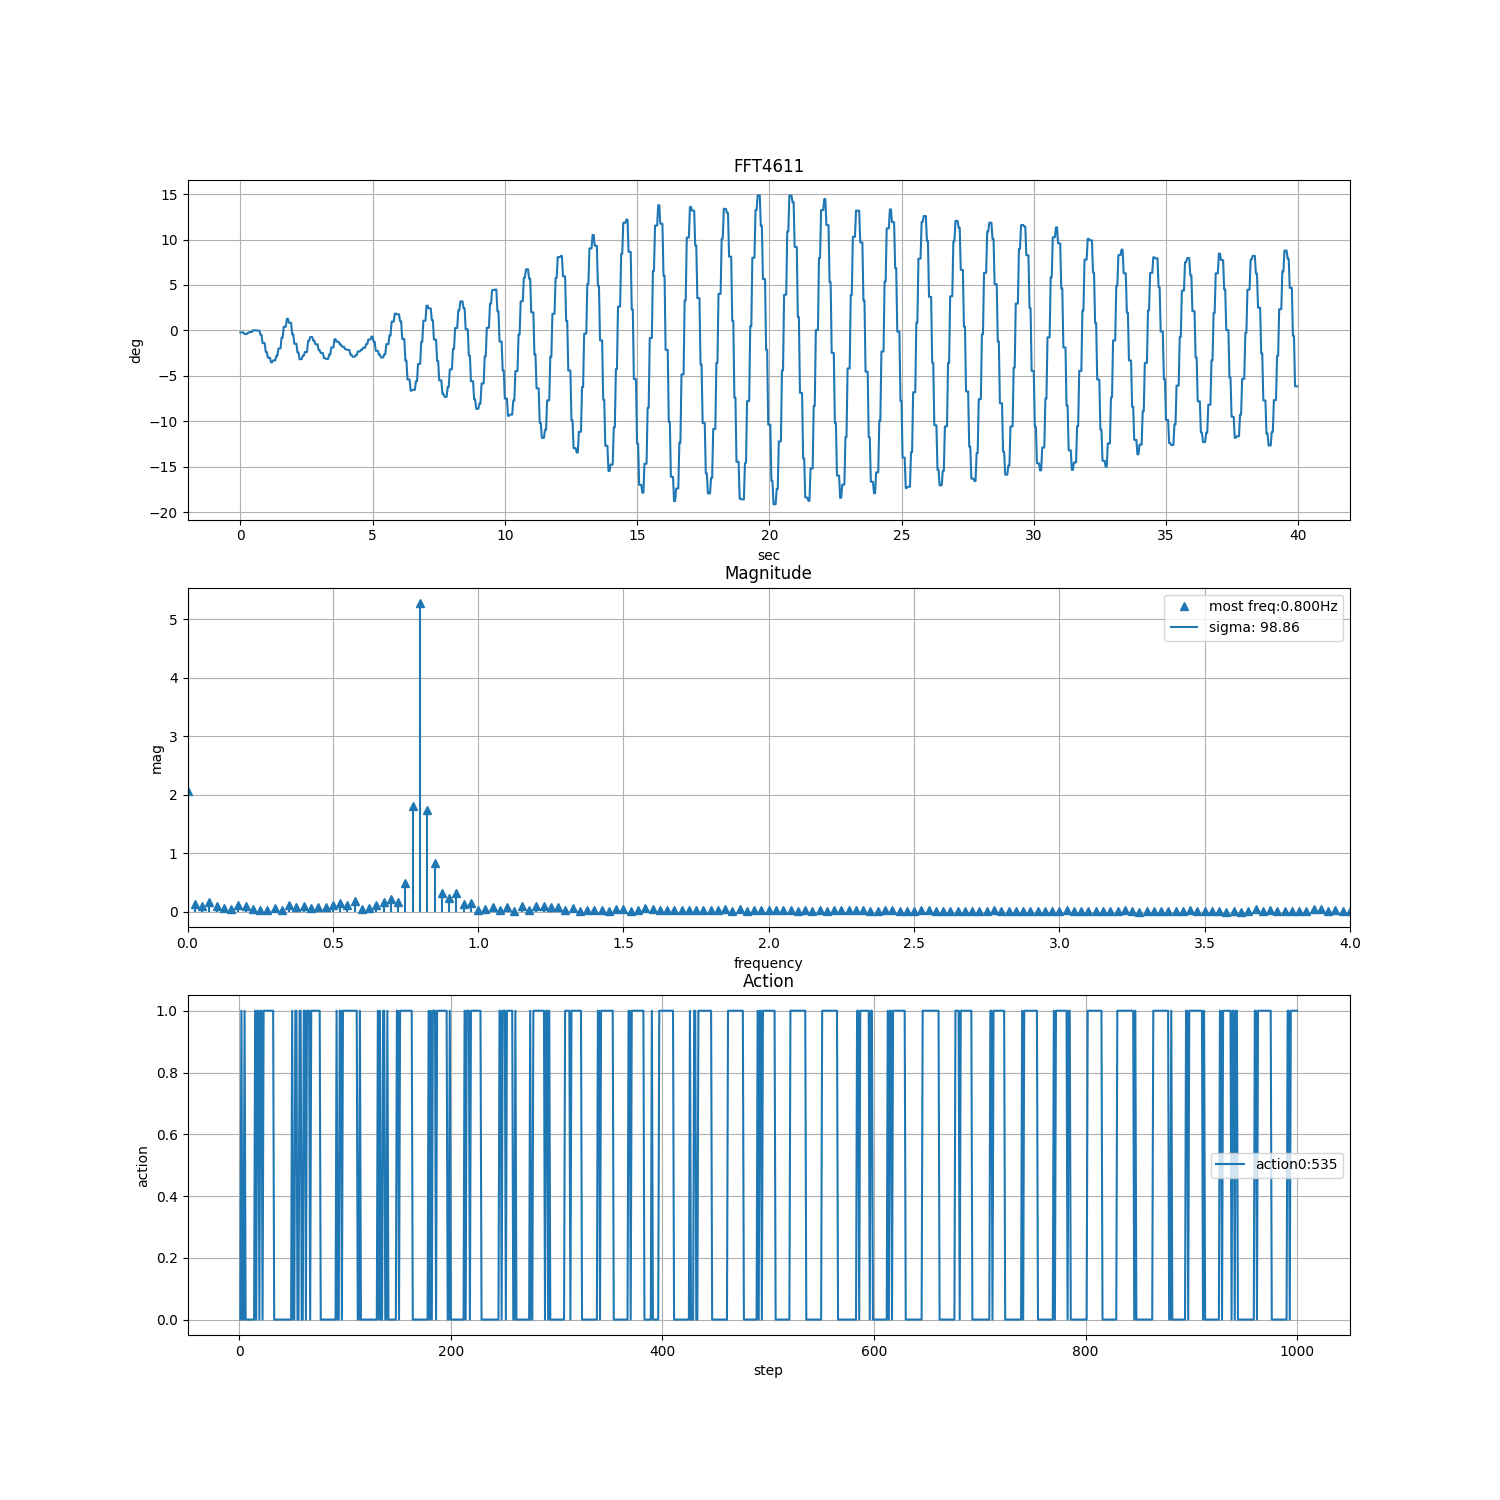 FFT4611
15
10
5
0
−5
−10
−15
−20
deg
0 5 10 15 20 25 30 35 40
sec
Magnitude
most freq:0.800Hz
sigma: 98.86
5
4
3
2
1
0
mag
0.0 0.5 1.0 1.5 2.0 2.5 3.0 3.5 4.0
frequency
Action
1.0
0.8
0.6
0.4
0.2
0.0
action
action0:535
0 200 400 600 800 1000
step